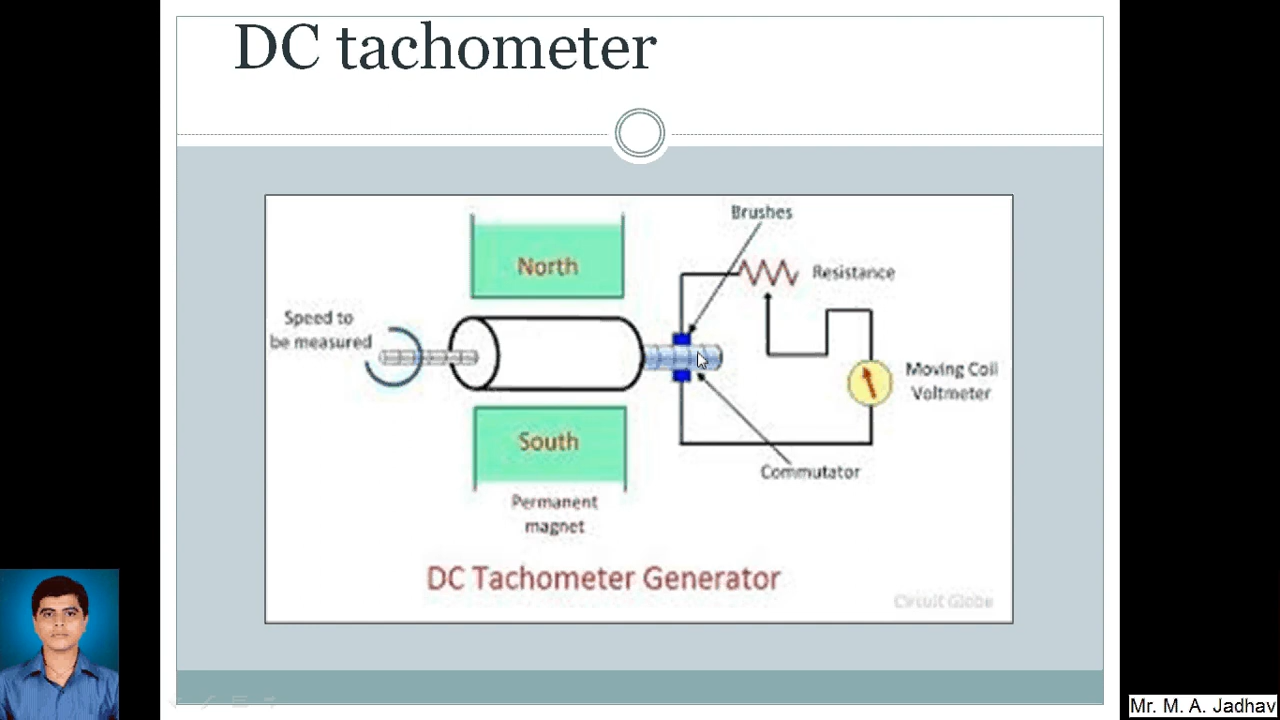 DC tachometer
Brushes
North
Resistance
Speed to
be measured
Moving Coil
Voltmeter
South
Commutator
Permanent
magnet
DC Tachometer Generator
Circuit Globe
Mr. M. A. Jadhav